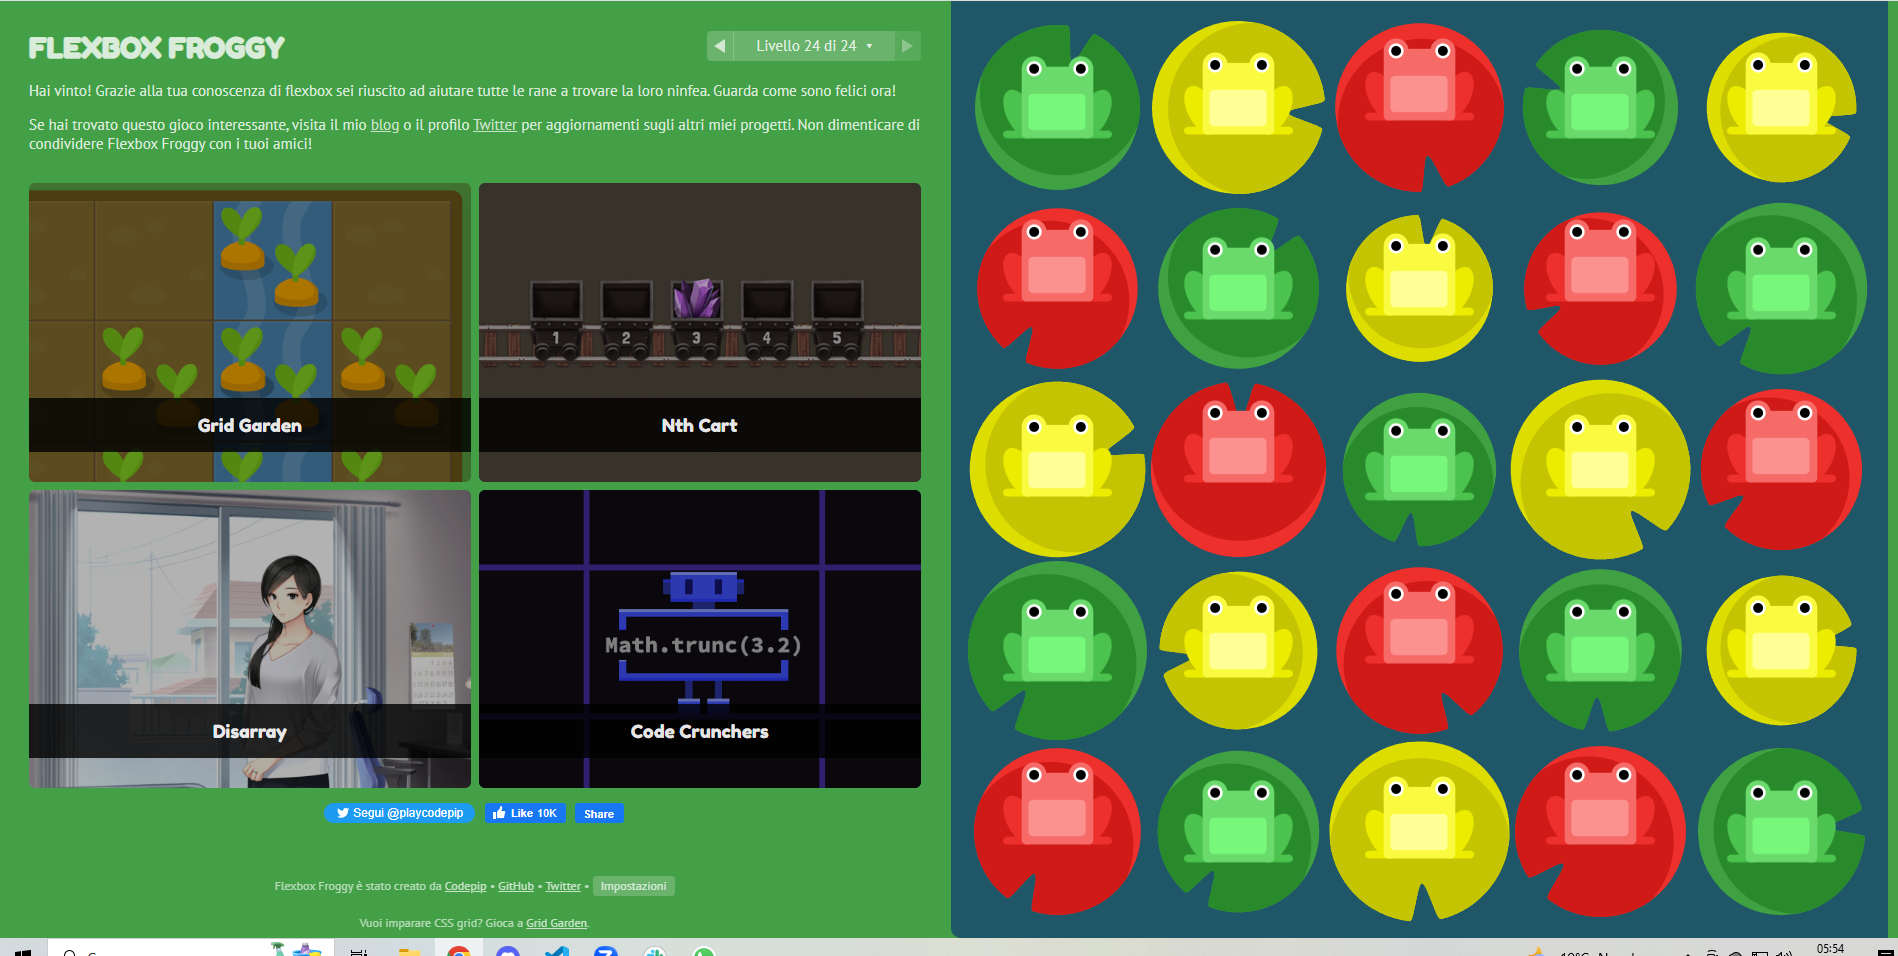 FLEXBOX FROGGY
Livello 24 di 24
Hai vinto! Grazie alla tua conoscenza di flexbox sei riuscito ad aiutare tutte le rane a trovare la loro ninfea. Guarda come sono felici ora!
Se hai trovato questo gioco interessante, visita il mio blog o il profilo Twitter per aggiornamenti sugli altri miei progetti. Non dimenticare di
condividere Flexbox Froggy con i tuoi amici!
1 2 3 4 5
Grid Garden
Nth Cart
Math.trunc(3.2)
Disarray
Code Crunchers
Segui @playcodepip
Like 10K
Share
Flexbox Froggy è stato creato da Codepip • GitHub • Twitter • Impostazioni
Vuoi imparare CSS grid? Gioca a Grid Garden.
05:54